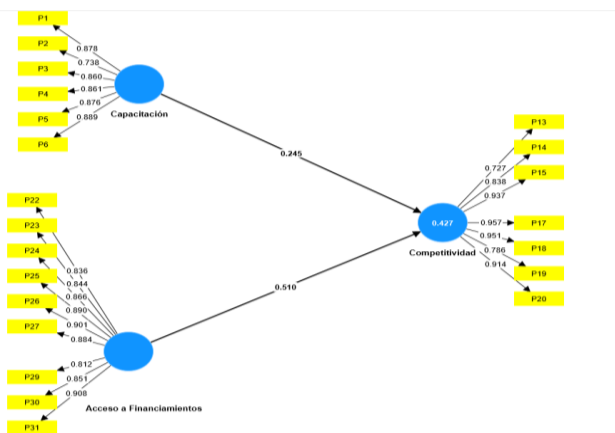 P1
P2
P3
P4
P5
P6
0.878
0.738
0.860
0.861
0.876
0.889
Capacitación
0.245
P22
P23
P24
P25
P26
P27
P29
P30
P31
0.836
0.844
0.866
0.890
0.901
0.884
0.812
0.851
0.908
Acceso a Financiamientos
0.510
0.427
Competitividad
0.727
0.838
0.937
0.957
0.951
0.786
0.914
P13
P14
P15
P17
P18
P19
P20